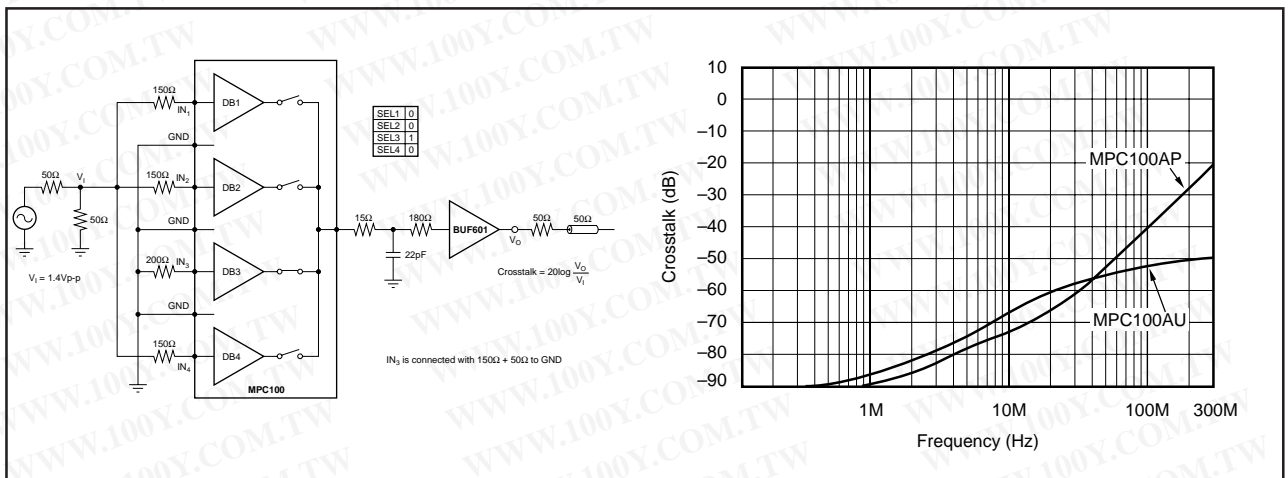 150Ω
IN1
DB1
GND
SEL1 0
SEL2 0
SEL3 1
SEL4 0
50Ω
VI
150Ω
IN2
DB2
50Ω
GND
15Ω
180Ω
BUF601
VO
50Ω
50Ω
22pF
VI = 1.4Vp-p
200Ω
IN3
DB3
Crosstalk = 20log VO
VI
GND
150Ω
IN4
DB4
IN3 is connected with 150Ω + 50Ω to GND
MPC100
10
0
–10
–20
–30
–40
–50
–60
–70
–80
–90
Crosstalk (dB)
MPC100AP
MPC100AU
1M
10M
100M
300M
Frequency (Hz)
WWW.100Y.COM.TW